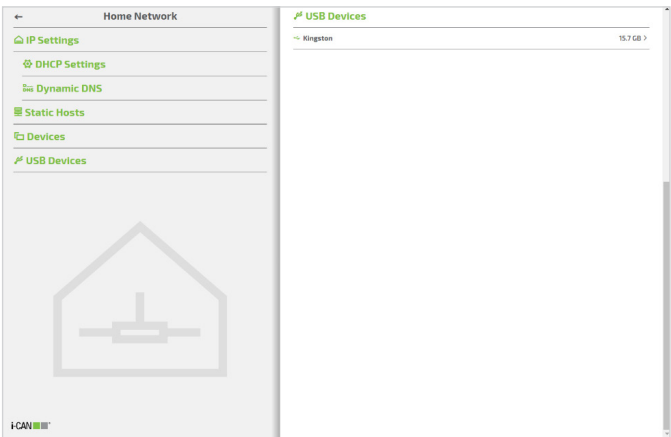 ← Home Network
IP Settings
DHCP Settings
Dynamic DNS
Static Hosts
Devices
USB Devices
i-CAN
USB Devices
Kingston 15.7 GB >